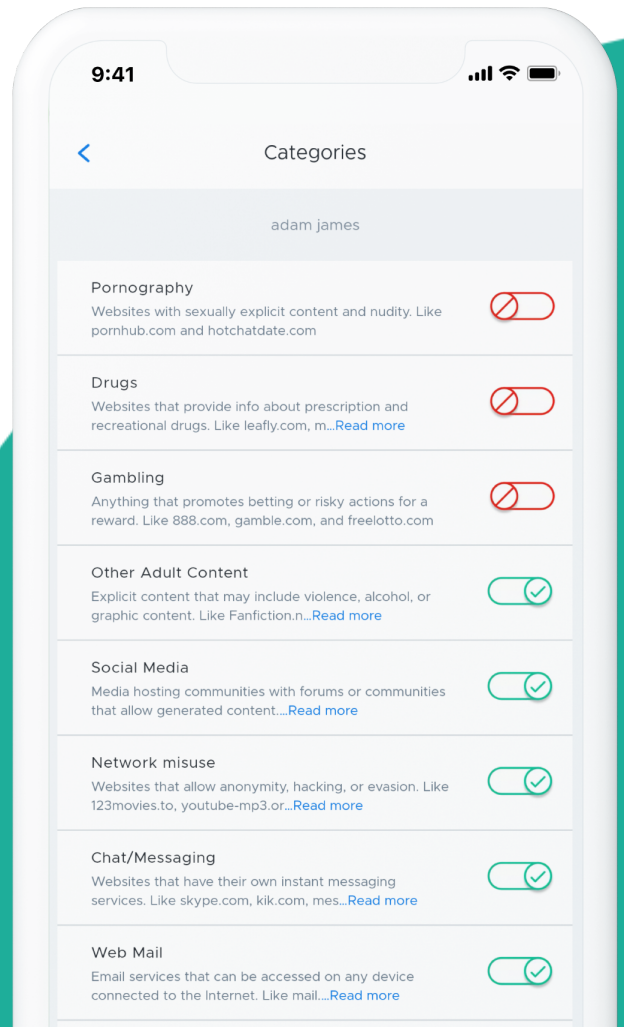 9:41
Categories
adam james
Pornography
Websites with sexually explicit content and nudity. Like
pornhub.com and hotchatdate.com
Drugs
Websites that provide info about prescription and
recreational drugs. Like leafly.com, m...Read more
Gambling
Anything that promotes betting or risky actions for a
reward. Like 888.com, gamble.com, and freelotto.com
Other Adult Content
Explicit content that may include violence, alcohol, or
graphic content. Like Fanfiction.n...Read more
Social Media
Media hosting communities with forums or communities
that allow generated content....Read more
Network misuse
Websites that allow anonymity, hacking, or evasion. Like
123movies.to, youtube-mp3.or...Read more
Chat/Messaging
Websites that have their own instant messaging
services. Like skype.com, kik.com, mes...Read more
Web Mail
Email services that can be accessed on any device
connected to the Internet. Like mail....Read more